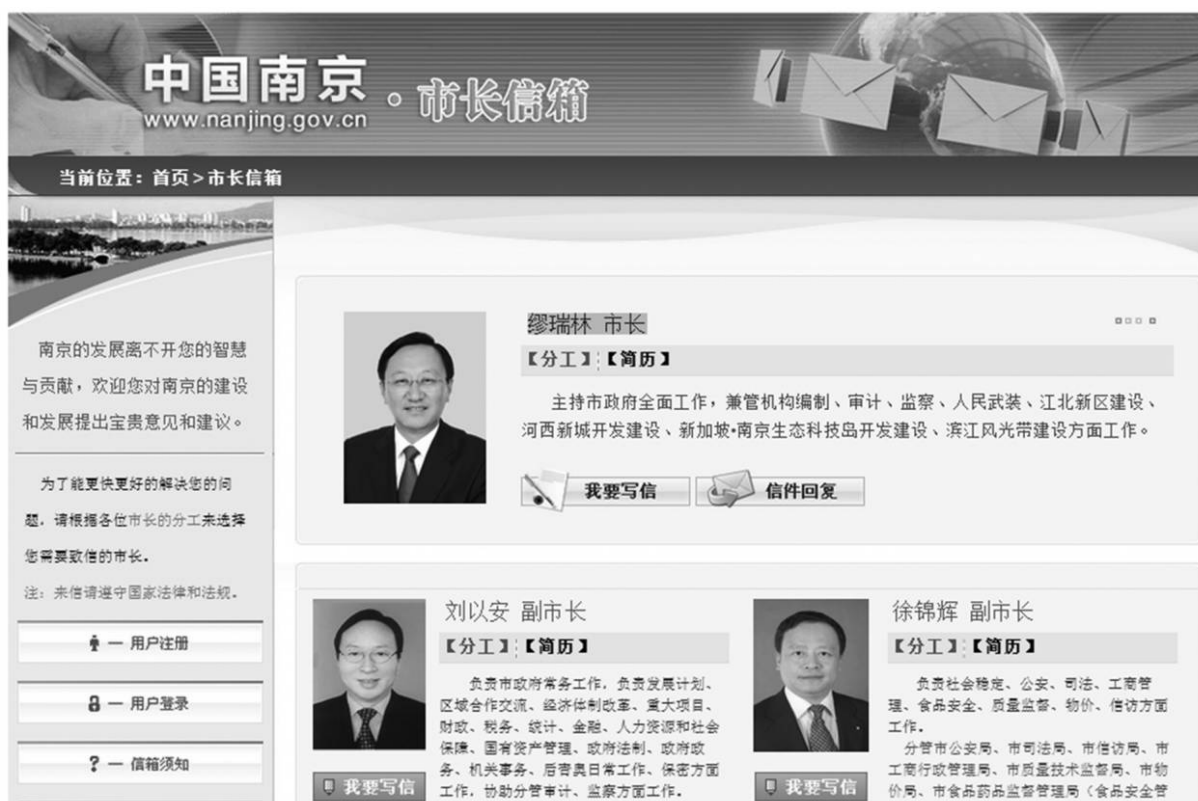 中国南京·市长信箱
www.nanjing.gov.cn
当前位置：首页>市长信箱
南京的发展离不开您的智慧
与贡献，欢迎您对南京的建设
和发展提出宝贵意见和建议。
为了能更快更好的解决您的问
题，请根据各位市长的分工来选择
您需要致信的市长。
注：来信请遵守国家法律和法规。
用户注册
用户登录
? 一 信箱须知
缪瑞林 市长
【分工】【简历】
主持市政府全面工作，兼管机构编制、审计、监察、人民武装、江北新区建设、
河西新城开发建设、新加坡·南京生态科技岛开发建设、滨江风光带建设方面工作。
我要写信
信件回复
刘以安 副市长
【分工】【简历】
负责市政府常务工作，负责发展计划、
区域合作交流、经济体制改革、重大项目、
财政、税务、统计、金融、人力资源和社会
保障、国有资产管理、政府法制、政府政
务、机关事务、后青奥日常工作、保密方面
工作，协助分管审计、监察方面工作。
我要写信
徐锦辉 副市长
【分工】【简历】
负责社会稳定、公安、司法、工商管
理、食品安全、质量监督、物价、信访方面
工作。
分管市公安局、市司法局、市信访局、市
工商行政管理局、市质量技术监督局、市物
价局、市食品药品监督管理局（食品安全管
我要写信